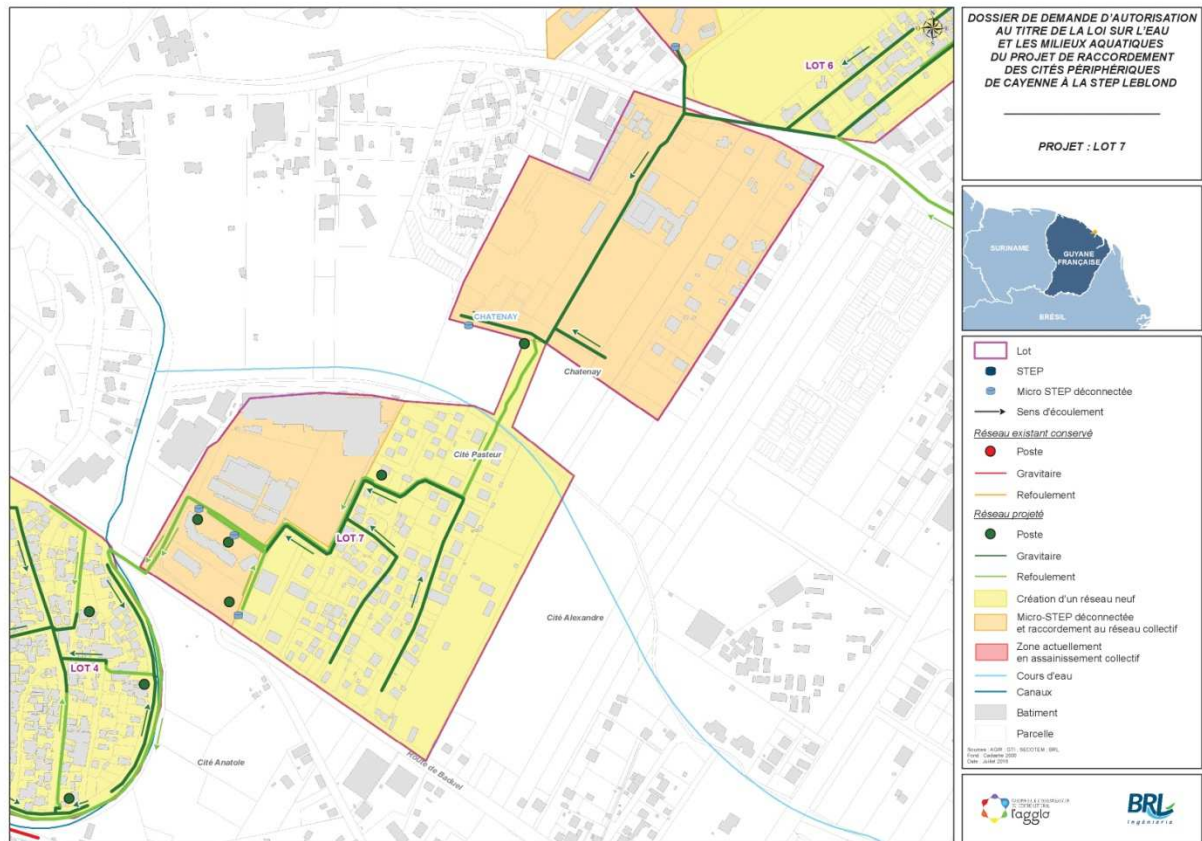 DOSSIER DE DEMANDE D'AUTORISATION
AU TITRE DE LA LOI SUR L'EAU
ET LES MILIEUX AQUATIQUES
DU PROJET DE RACCORDEMENT
DES CITÉS PÉRIPHÉRIQUES
DE CAYENNE À LA STEP LEBLOND
PROJET : LOT 7
LOT 6
CHATENAY
Chatenay
Cité Pasteur
LOT 7
Cité Alexandre
LOT 4
Cité Anatole
Route de Baduel
SURINAME
GUYANE
FRANÇAISE
BRÉSIL
Lot
STEP
Micro STEP déconnectée
Sens d'écoulement
Réseau existant conservé
Poste
Gravitaire
Refoulement
Réseau projeté
Poste
Gravitaire
Refoulement
Création d'un réseau neuf
Micro-STEP déconnectée
et raccordement au réseau collectif
Zone actuellement
en assainissement collectif
Cours d'eau
Canaux
Batiment
Parcelle
l'agglo
BRL
Ingénierie